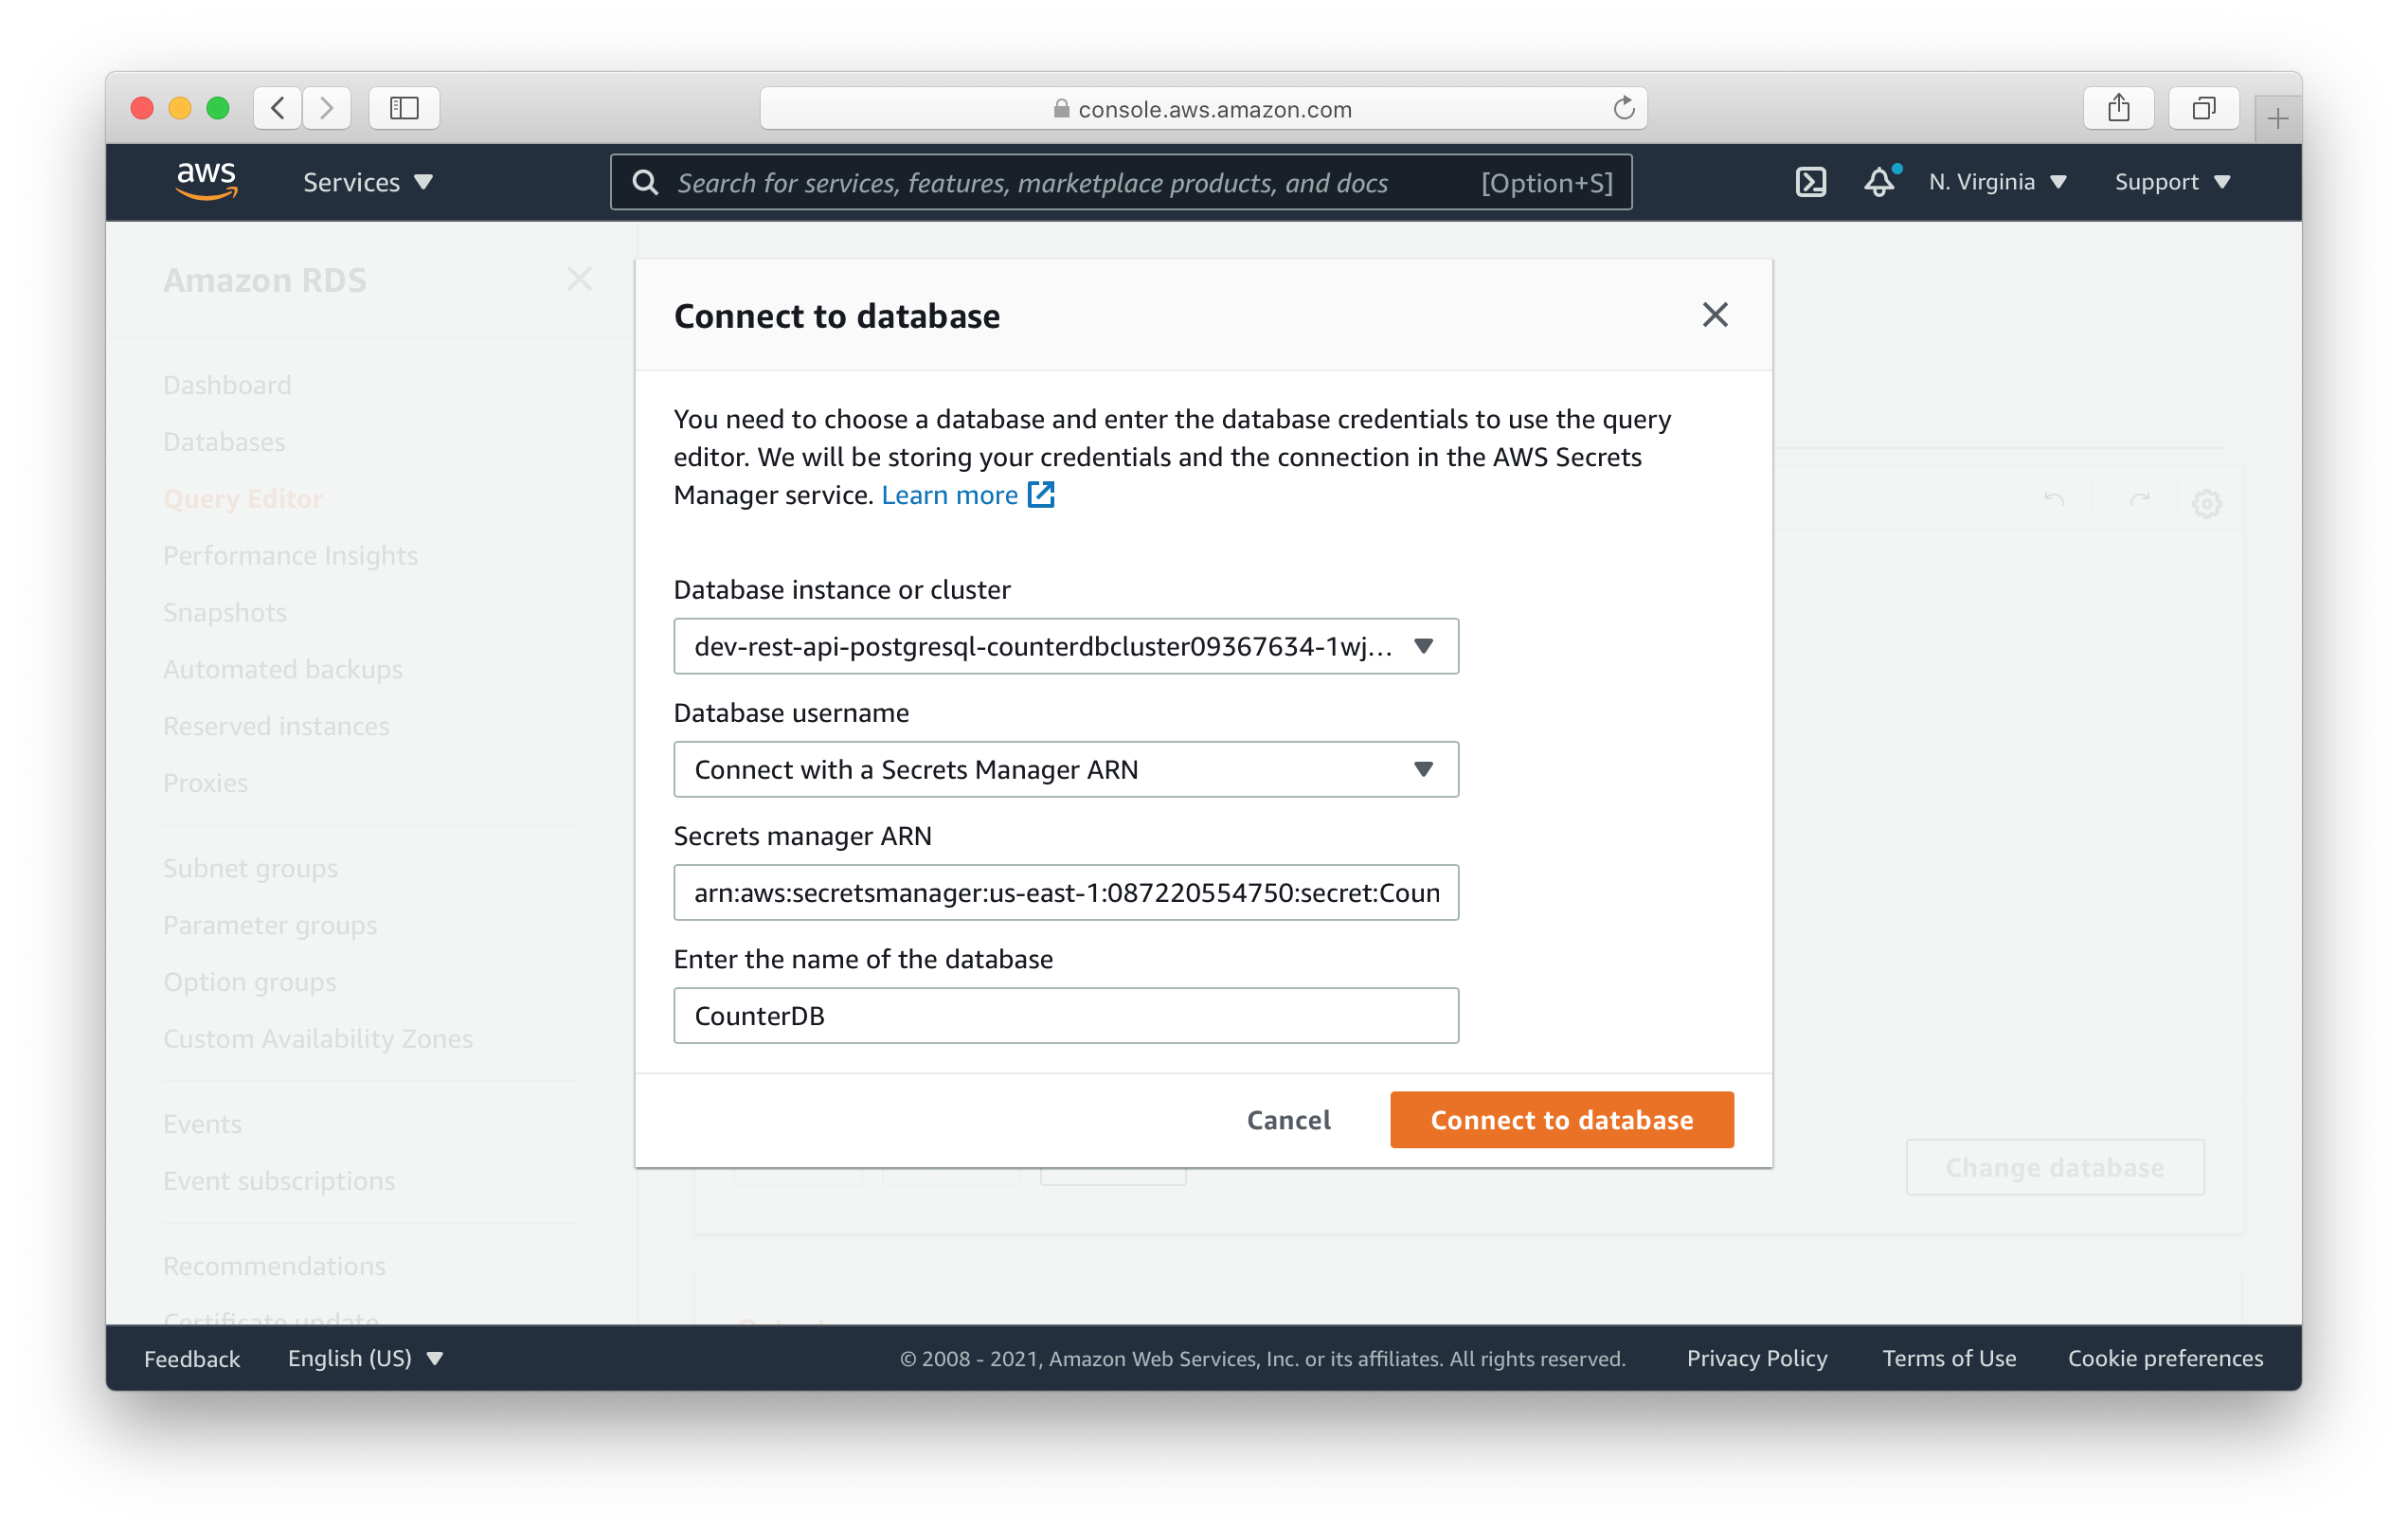 console.aws.amazon.com
aws
Services
Search for services, features, marketplace products, and docs
[Option+S]
N. Virginia
Support
Amazon RDS
Dashboard
Databases
Query Editor
Performance Insights
Snapshots
Automated backups
Reserved instances
Proxies
Subnet groups
Parameter groups
Option groups
Custom Availability Zones
Events
Event subscriptions
Recommendations
Certificate update
Connect to database
You need to choose a database and enter the database credentials to use the query
editor. We will be storing your credentials and the connection in the AWS Secrets
Manager service. Learn more
Database instance or cluster
dev-rest-api-postgresql-counterdbcluster09367634-1wj...
Database username
Connect with a Secrets Manager ARN
Secrets manager ARN
arn:aws:secretsmanager:us-east-1:087220554750:secret:Coun
Enter the name of the database
CounterDB
Cancel
Connect to database
Change database
Feedback
English (US)
© 2008 - 2021, Amazon Web Services, Inc. or its affiliates. All rights reserved.
Privacy Policy
Terms of Use
Cookie preferences